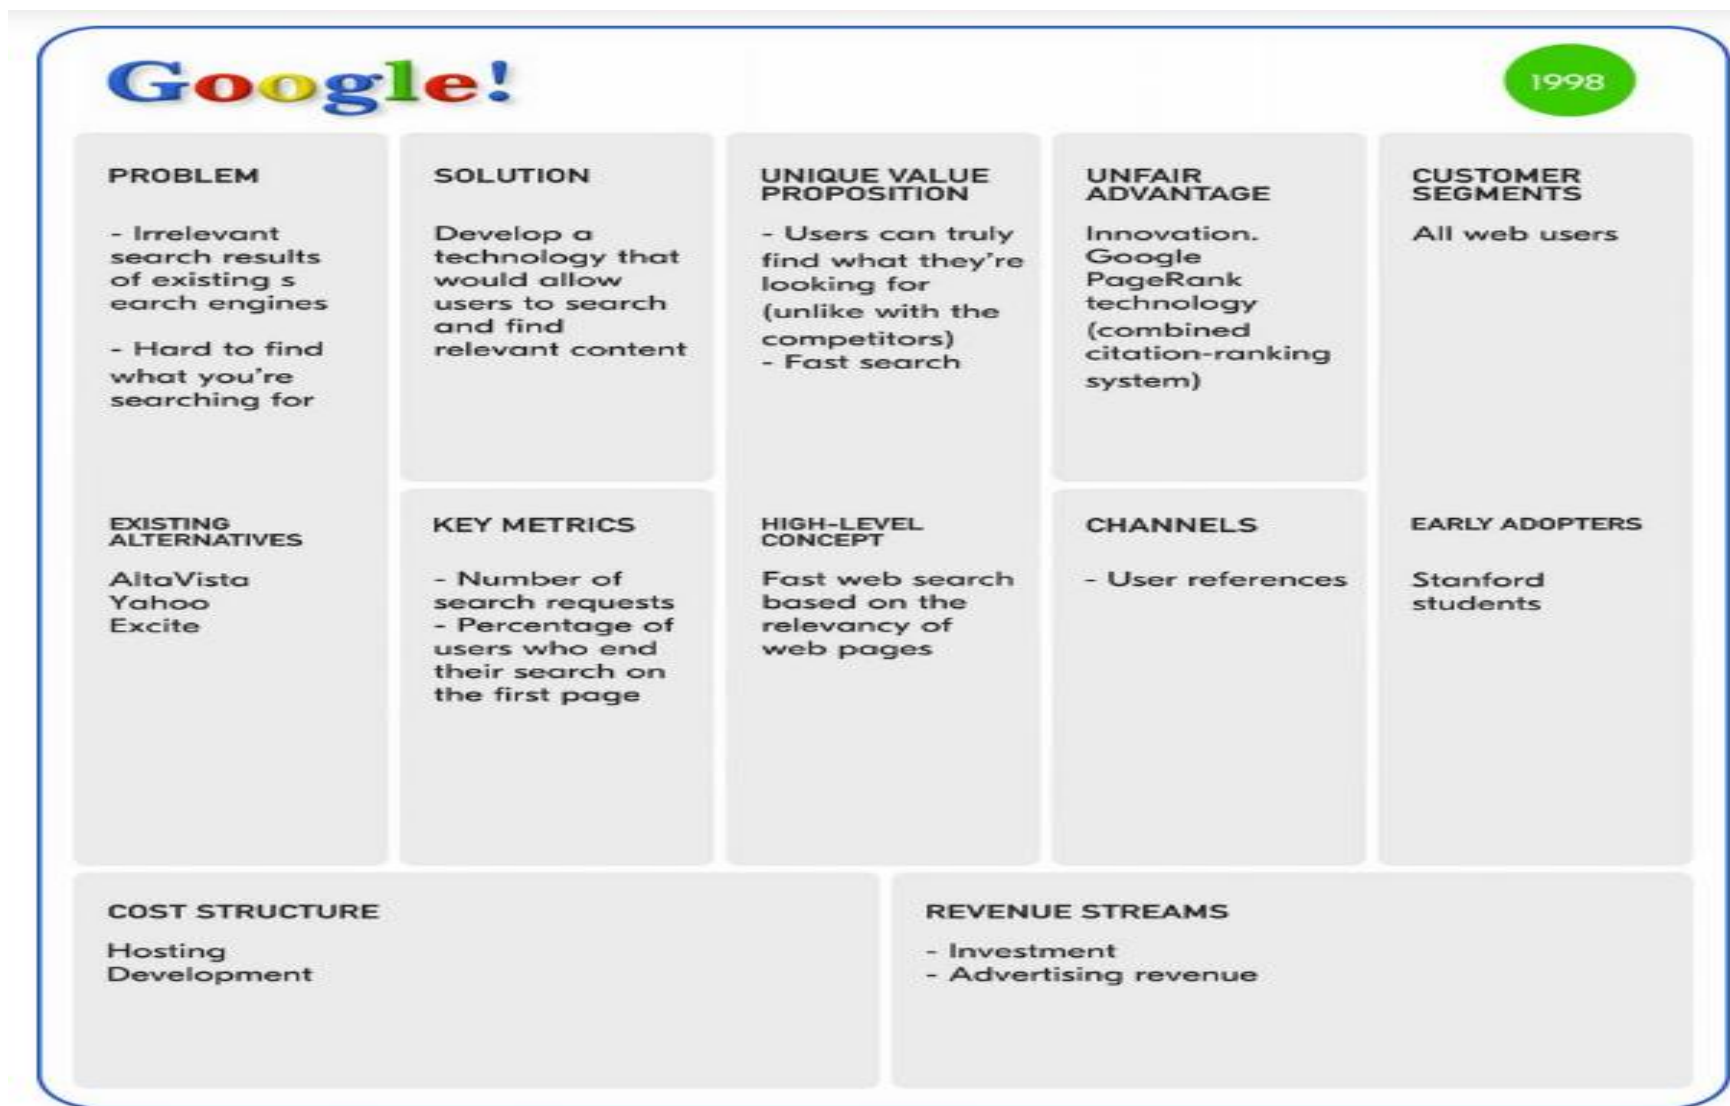 Google!
1998
PROBLEM
- Irrelevant
search results
of existing s
earch engines
- Hard to find
what you're
searching for
EXISTING
ALTERNATIVES
AltaVista
Yahoo
Excite
SOLUTION
Develop a
technology that
would allow
users to search
and find
relevant content
KEY METRICS
- Number of
search requests
- Percentage of
users who end
their search on
the first page
UNIQUE VALUE
PROPOSITION
- Users can truly
find what they're
looking for
(unlike with the
competitors)
- Fast search
HIGH-LEVEL
CONCEPT
Fast web search
based on the
relevancy of
web pages
UNFAIR
ADVANTAGE
Innovation.
Google
PageRank
technology
(combined
citation-ranking
system)
CHANNELS
- User references
CUSTOMER
SEGMENTS
All web users
EARLY ADOPTERS
Stanford
students
COST STRUCTURE
Hosting
Development
REVENUE STREAMS
- Investment
- Advertising revenue